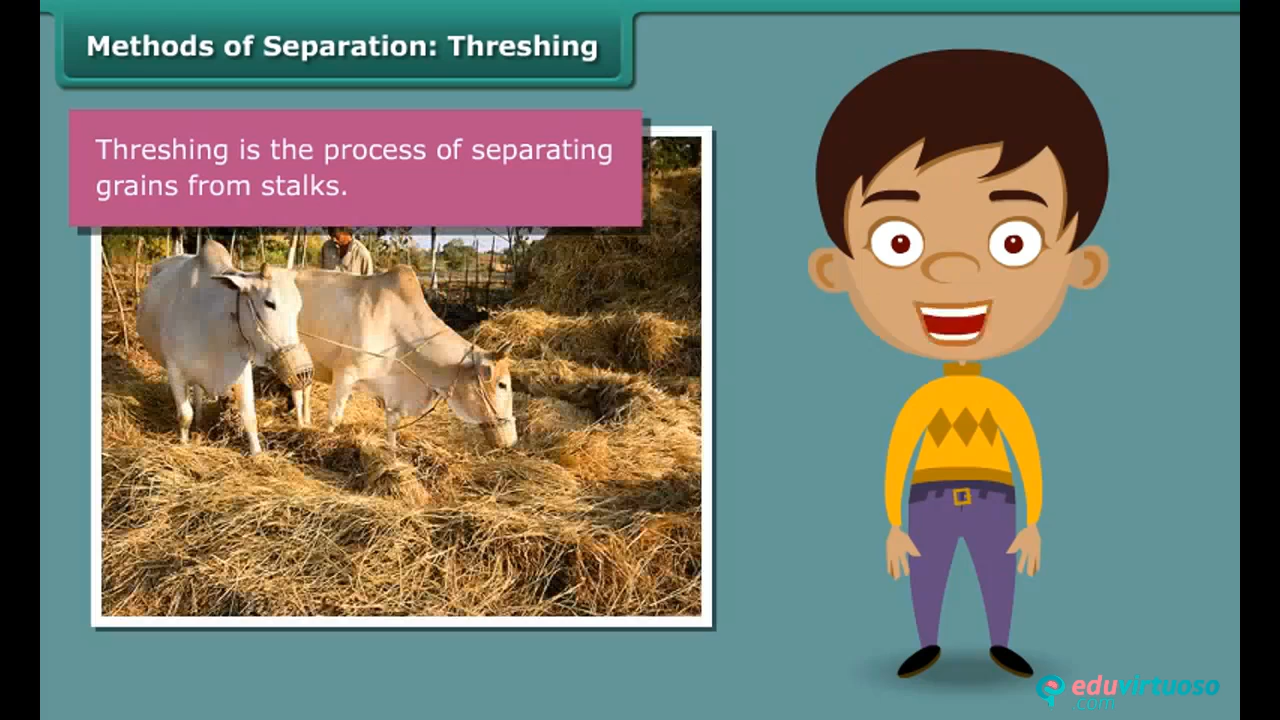 Methods of Separation: Threshing
Threshing is the process of separating
grains from stalks.
eduvirtuoso
.com